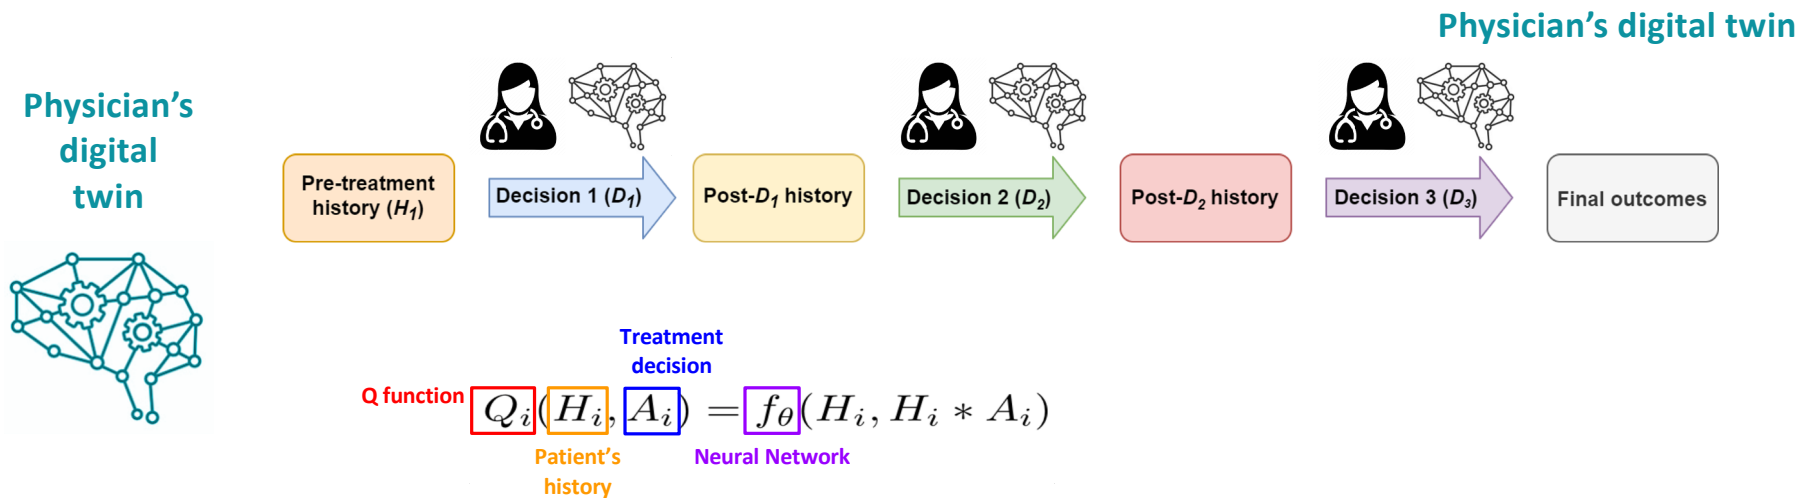 Physician’s digital twin
Physician’s
digital
twin
Pre-treatment
history (H1)
Decision 1 (D1)
Post-D1 history
Decision 2 (D2)
Post-D2 history
Decision 3 (D3)
Final outcomes
Treatment
decision
Q function
Qi(Hi, Ai) = fθ(Hi, Hi * Ai)
Patient’s
history
Neural Network